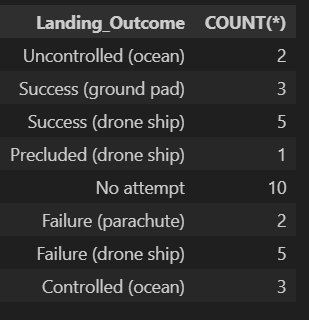 Landing_Outcome COUNT(*)
Uncontrolled (ocean) 2
Success (ground pad) 3
Success (drone ship) 5
Precluded (drone ship) 1
No attempt 10
Failure (parachute) 2
Failure (drone ship) 5
Controlled (ocean) 3